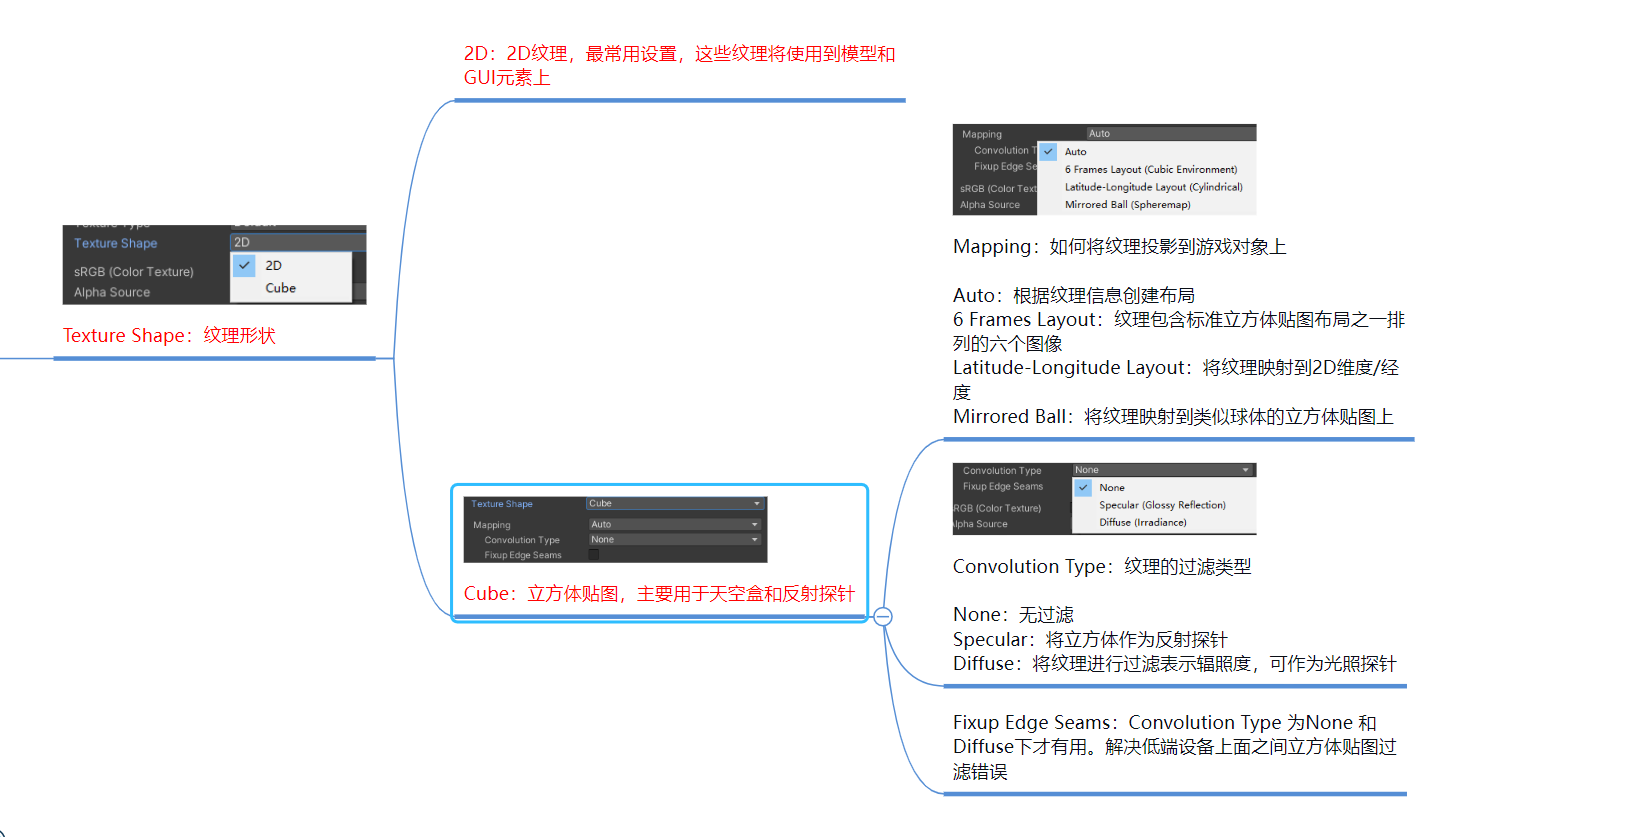 2D：2D纹理，最常用设置，这些纹理将使用到模型和
GUI元素上
Texture Type
Texture Shape 2D
2D
Cube
sRGB (Color Texture)
Alpha Source
Texture Shape：纹理形状
Mapping Auto
Convolution T
Fixup Edge Se
sRGB (Color Text
Alpha Source
Auto
6 Frames Layout (Cubic Environment)
Latitude-Longitude Layout (Cylindrical)
Mirrored Ball (Spheremap)
Mapping：如何将纹理投影到游戏对象上
Auto：根据纹理信息创建布局
6 Frames Layout：纹理包含标准立方体贴图布局之一排
列的六个图像
Latitude-Longitude Layout：将纹理映射到2D维度/经
度
Mirrored Ball：将纹理映射到类似球体的立方体贴图上
Texture Shape Cube
Mapping Auto
Convolution Type None
Fixup Edge Seams
Cube：立方体贴图，主要用于天空盒和反射探针
Convolution Type None
Fixup Edge Seams
RGB (Color Texture)
lpha Source
None
Specular (Glossy Reflection)
Diffuse (Irradiance)
Convolution Type：纹理的过滤类型
None：无过滤
Specular：将立方体作为反射探针
Diffuse：将纹理进行过滤表示辐照度，可作为光照探针
Fixup Edge Seams：Convolution Type 为None 和
Diffuse下才有用。解决低端设备上面之间立方体贴图过
滤错误